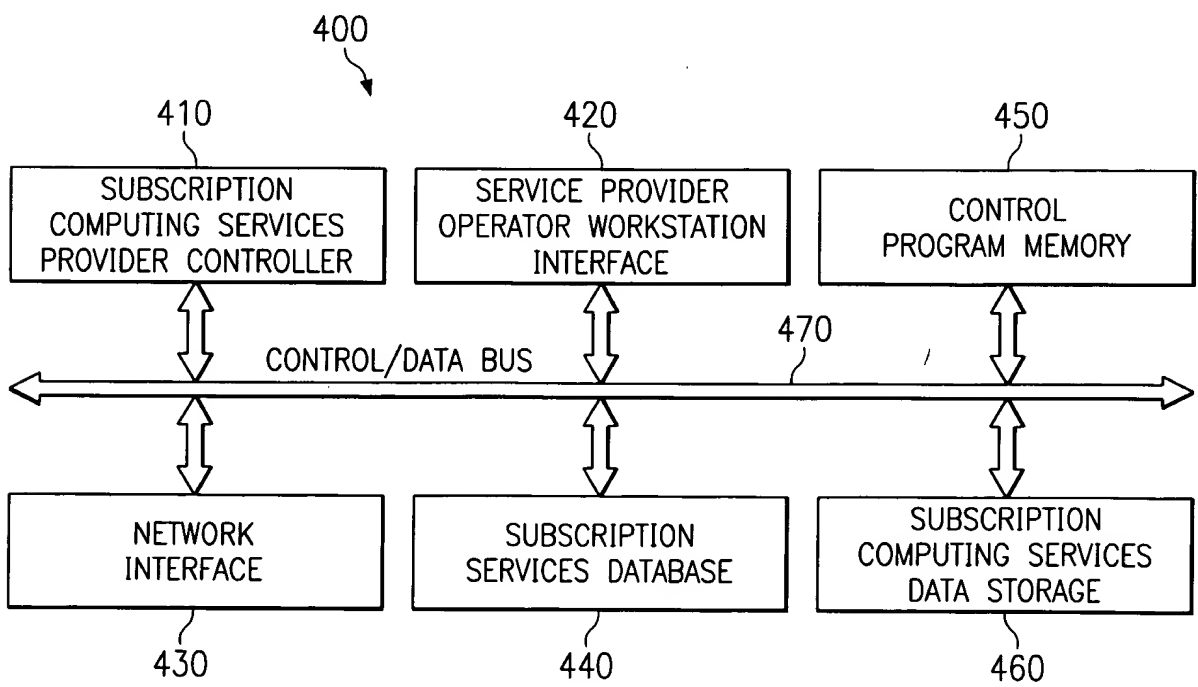 400
410
420
450
SUBSCRIPTION
COMPUTING SERVICES
PROVIDER CONTROLLER
SERVICE PROVIDER
OPERATOR WORKSTATION
INTERFACE
CONTROL
PROGRAM MEMORY
CONTROL/DATA BUS
470
NETWORK
INTERFACE
SUBSCRIPTION
SERVICES DATABASE
SUBSCRIPTION
COMPUTING SERVICES
DATA STORAGE
430
440
460